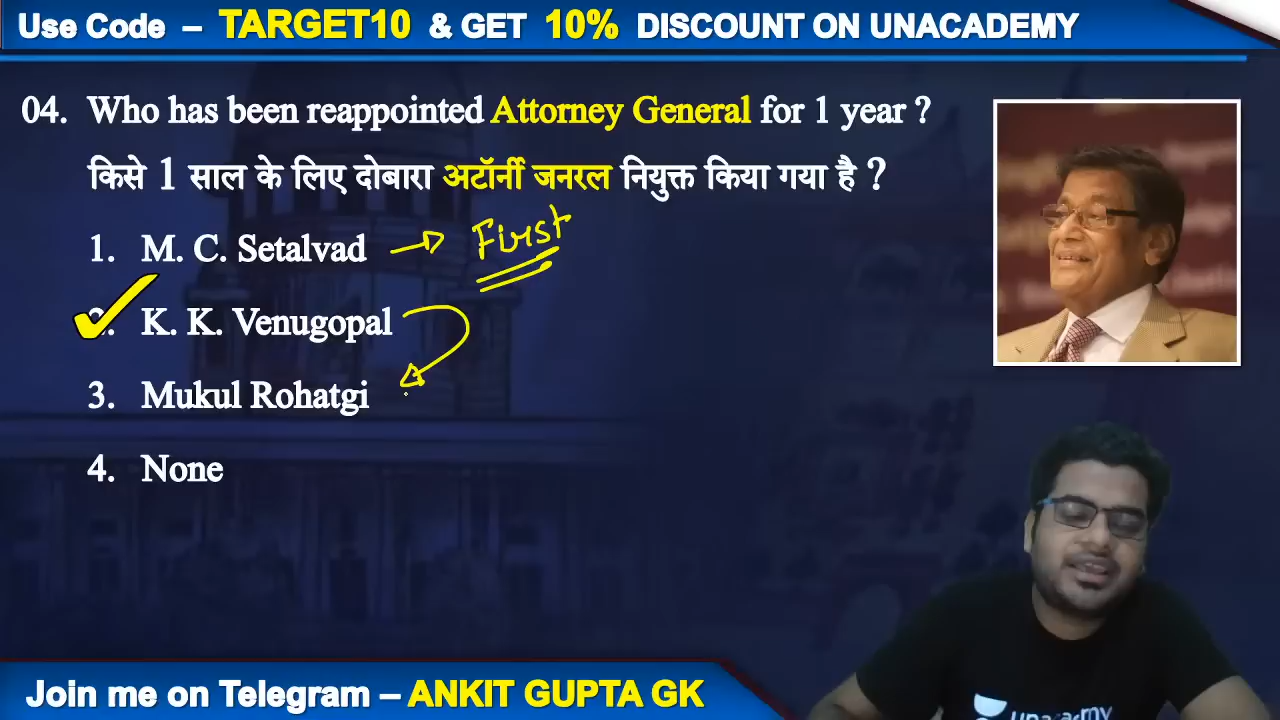 Use Code – TARGET10 & GET 10% DISCOUNT ON UNACADEMY
04. Who has been reappointed Attorney General for 1 year ?
किसे 1 साल के लिए दोबारा अटॉर्नी जनरल नियुक्त किया गया है ?
1. M. C. Setalvad → First
2. K. K. Venugopal
3. Mukul Rohatgi
4. None
unacademy
Join me on Telegram – ANKIT GUPTA GK